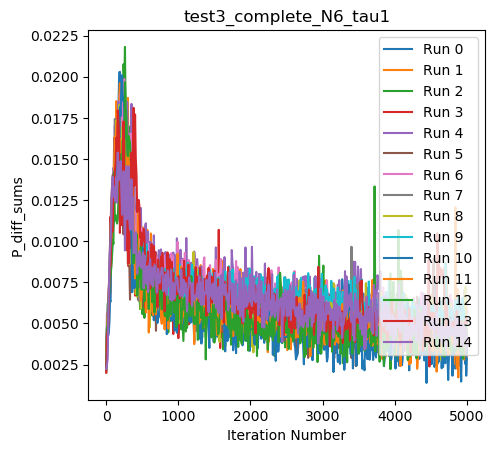 test3_complete_N6_tau1
P_diff_sums
0.0225
0.0200
0.0175
0.0150
0.0125
0.0100
0.0075
0.0050
0.0025
Run 0
Run 1
Run 2
Run 3
Run 4
Run 5
Run 6
Run 7
Run 8
Run 9
Run 10
Run 11
Run 12
Run 13
Run 14
0
1000
2000
3000
4000
5000
Iteration Number